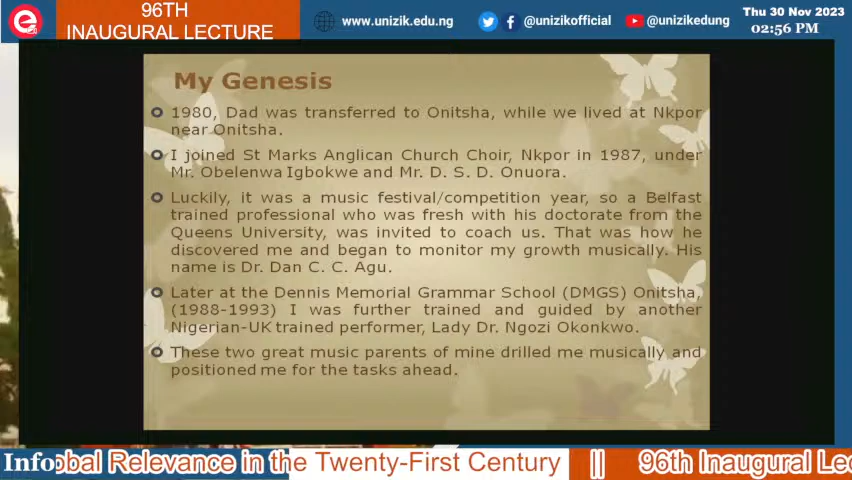 96TH
INAUGURAL LECTURE
www.unizik.edu.ng
@unizikofficial
@unizikedung
Thu 30 Nov 2023
02:56 PM
My Genesis
1980, Dad was transferred to Onitsha, while we lived at Nkpor
near Onitsha.
I joined St Marks Anglican Church Choir, Nkpor in 1987, under
Mr. Obelenwa Igbokwe and Mr. D. S. D. Onuora.
Luckily, it was a music festival/competition year, so a Belfast
trained professional who was fresh with his doctorate from the
Queens University, was invited to coach us. That was how he
discovered me and began to monitor my growth musically. His
name is Dr. Dan C. C. Agu.
Later at the Dennis Memorial Grammar School (DMGS) Onitsha,
(1988-1993) I was further trained and guided by another
Nigerian-UK trained performer, Lady Dr. Ngozi Okonkwo.
These two great music parents of mine drilled me musically and
positioned me for the tasks ahead.
Info obal Relevance in the Twenty-First Century || 96th Inaugural Lec